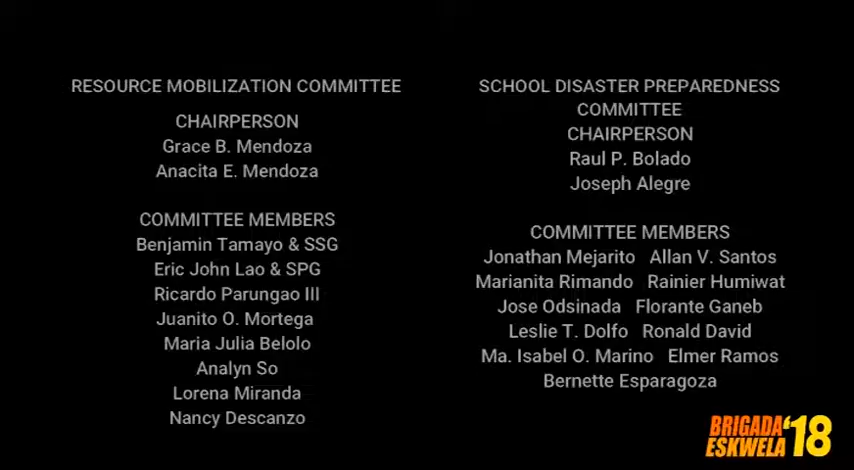 RESOURCE MOBILIZATION COMMITTEE
CHAIRPERSON
Grace B. Mendoza
Anacita E. Mendoza
COMMITTEE MEMBERS
Benjamin Tamayo & SSG
Eric John Lao & SPG
Ricardo Parungao III
Juanito O. Mortega
Maria Julia Belolo
Analyn So
Lorena Miranda
Nancy Descanzo
SCHOOL DISASTER PREPAREDNESS
COMMITTEE
CHAIRPERSON
Raul P. Bolado
Joseph Alegre
COMMITTEE MEMBERS
Jonathan Mejarito Allan V. Santos
Marianita Rimando Rainier Humiwat
Jose Odsinada Florante Ganeb
Leslie T. Dolfo Ronald David
Ma. Isabel O. Marino Elmer Ramos
Bernette Esparagoza
BRIGADA ESKWELA '18